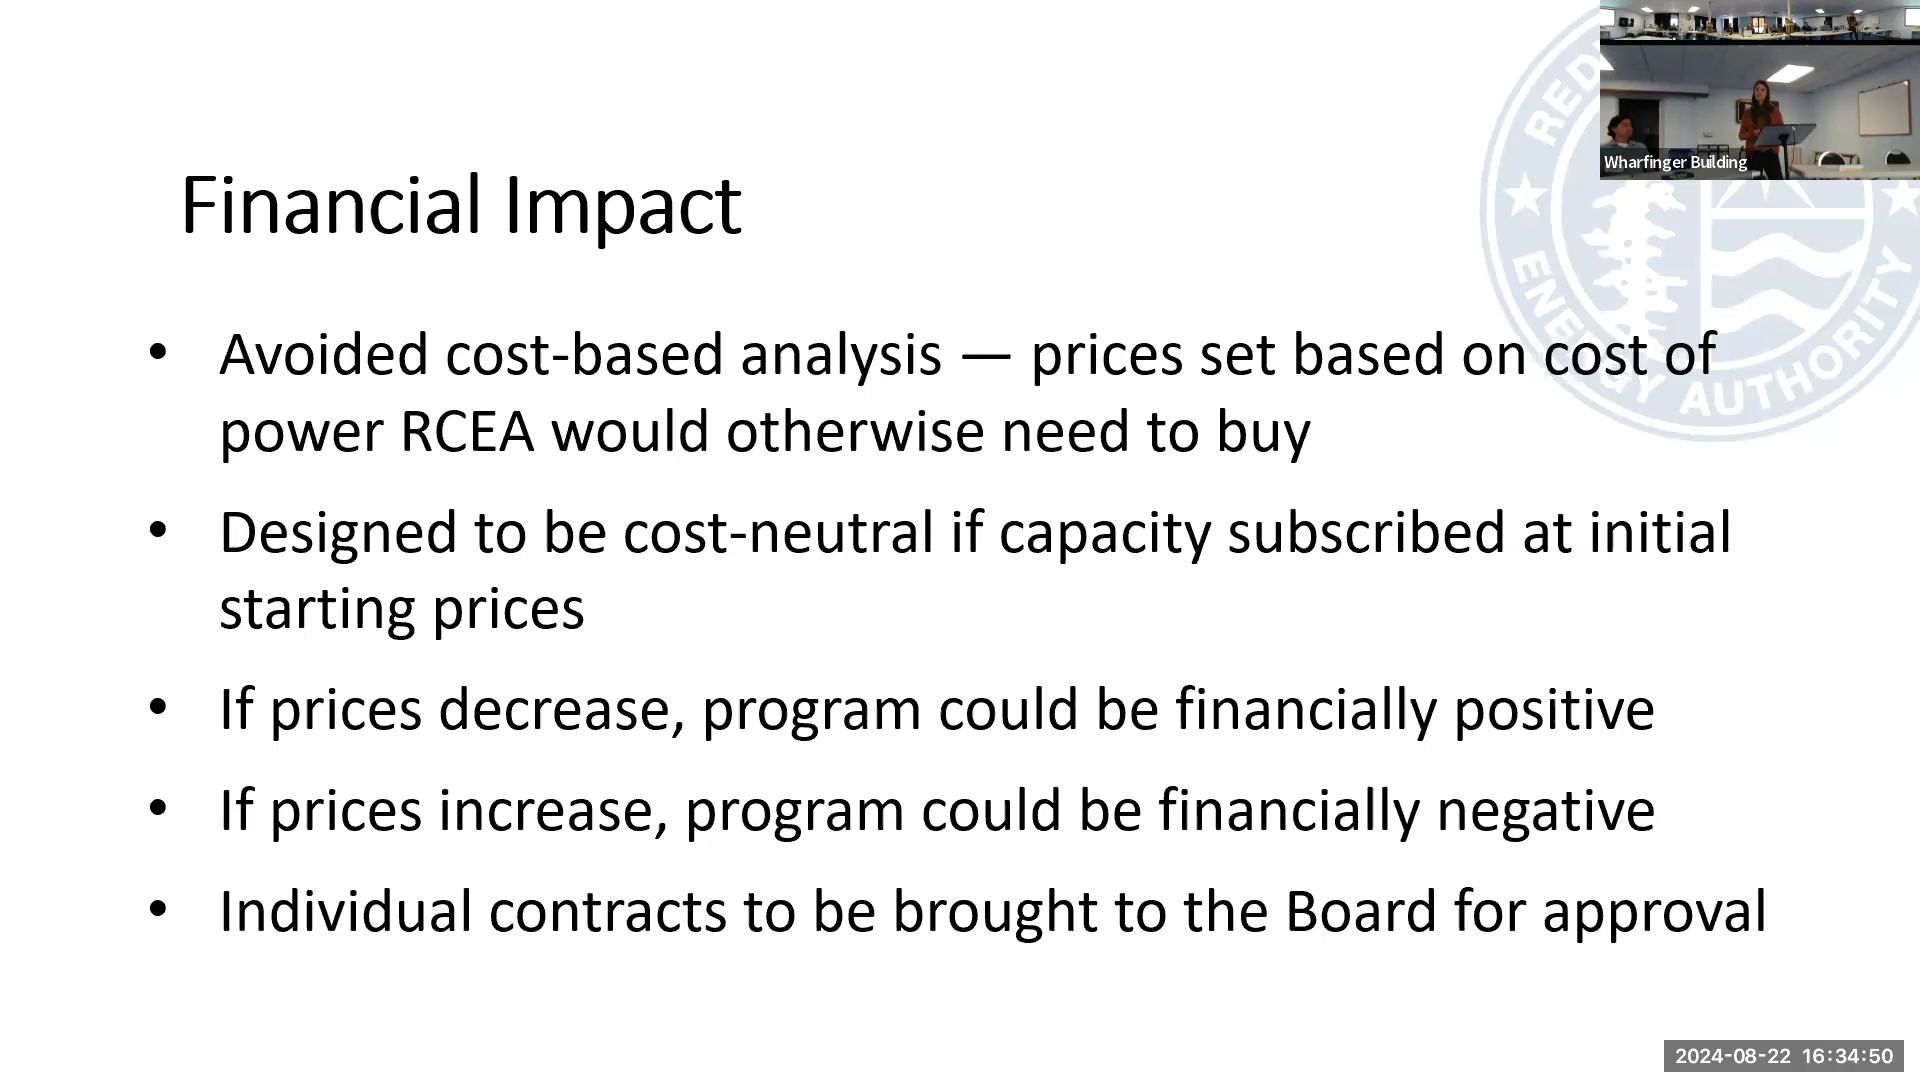 Financial Impact
• Avoided cost-based analysis — prices set based on cost of
power RCEA would otherwise need to buy
• Designed to be cost-neutral if capacity subscribed at initial
starting prices
• If prices decrease, program could be financially positive
• If prices increase, program could be financially negative
• Individual contracts to be brought to the Board for approval
Wharfinger Building
RED
ENERGY AUTHORITY
2024-08-22 16:34:50